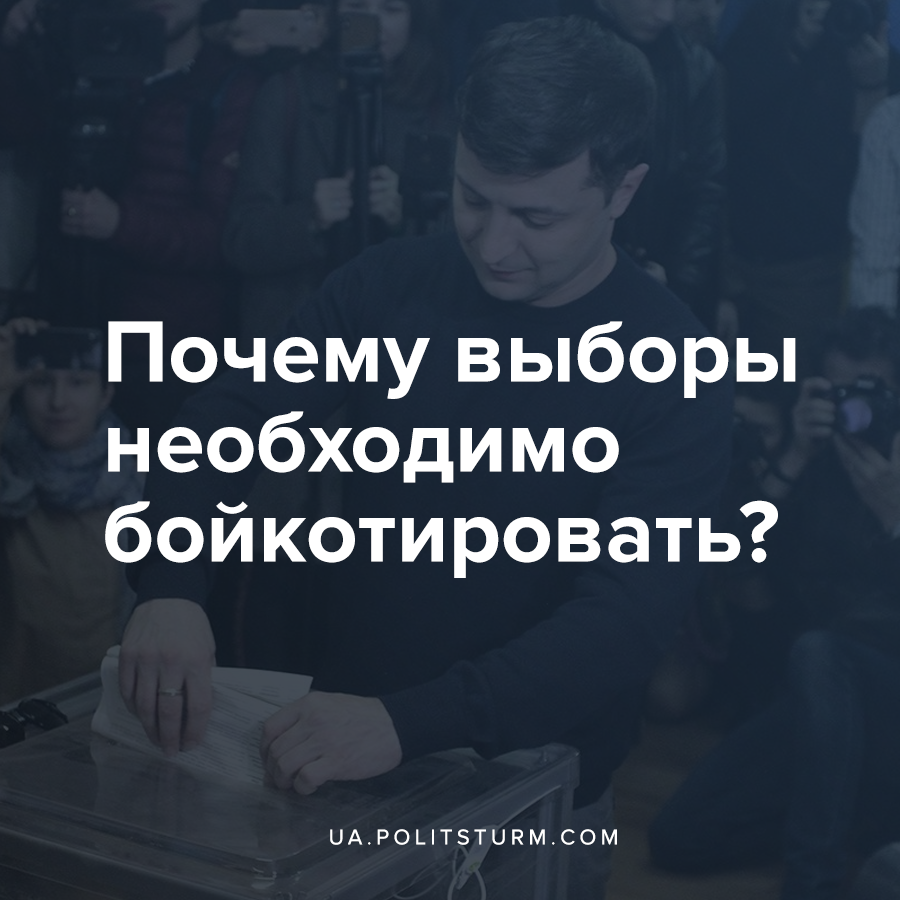 Почему выборы
необходимо
бойкотировать?
UA.POLITSTURM.COM